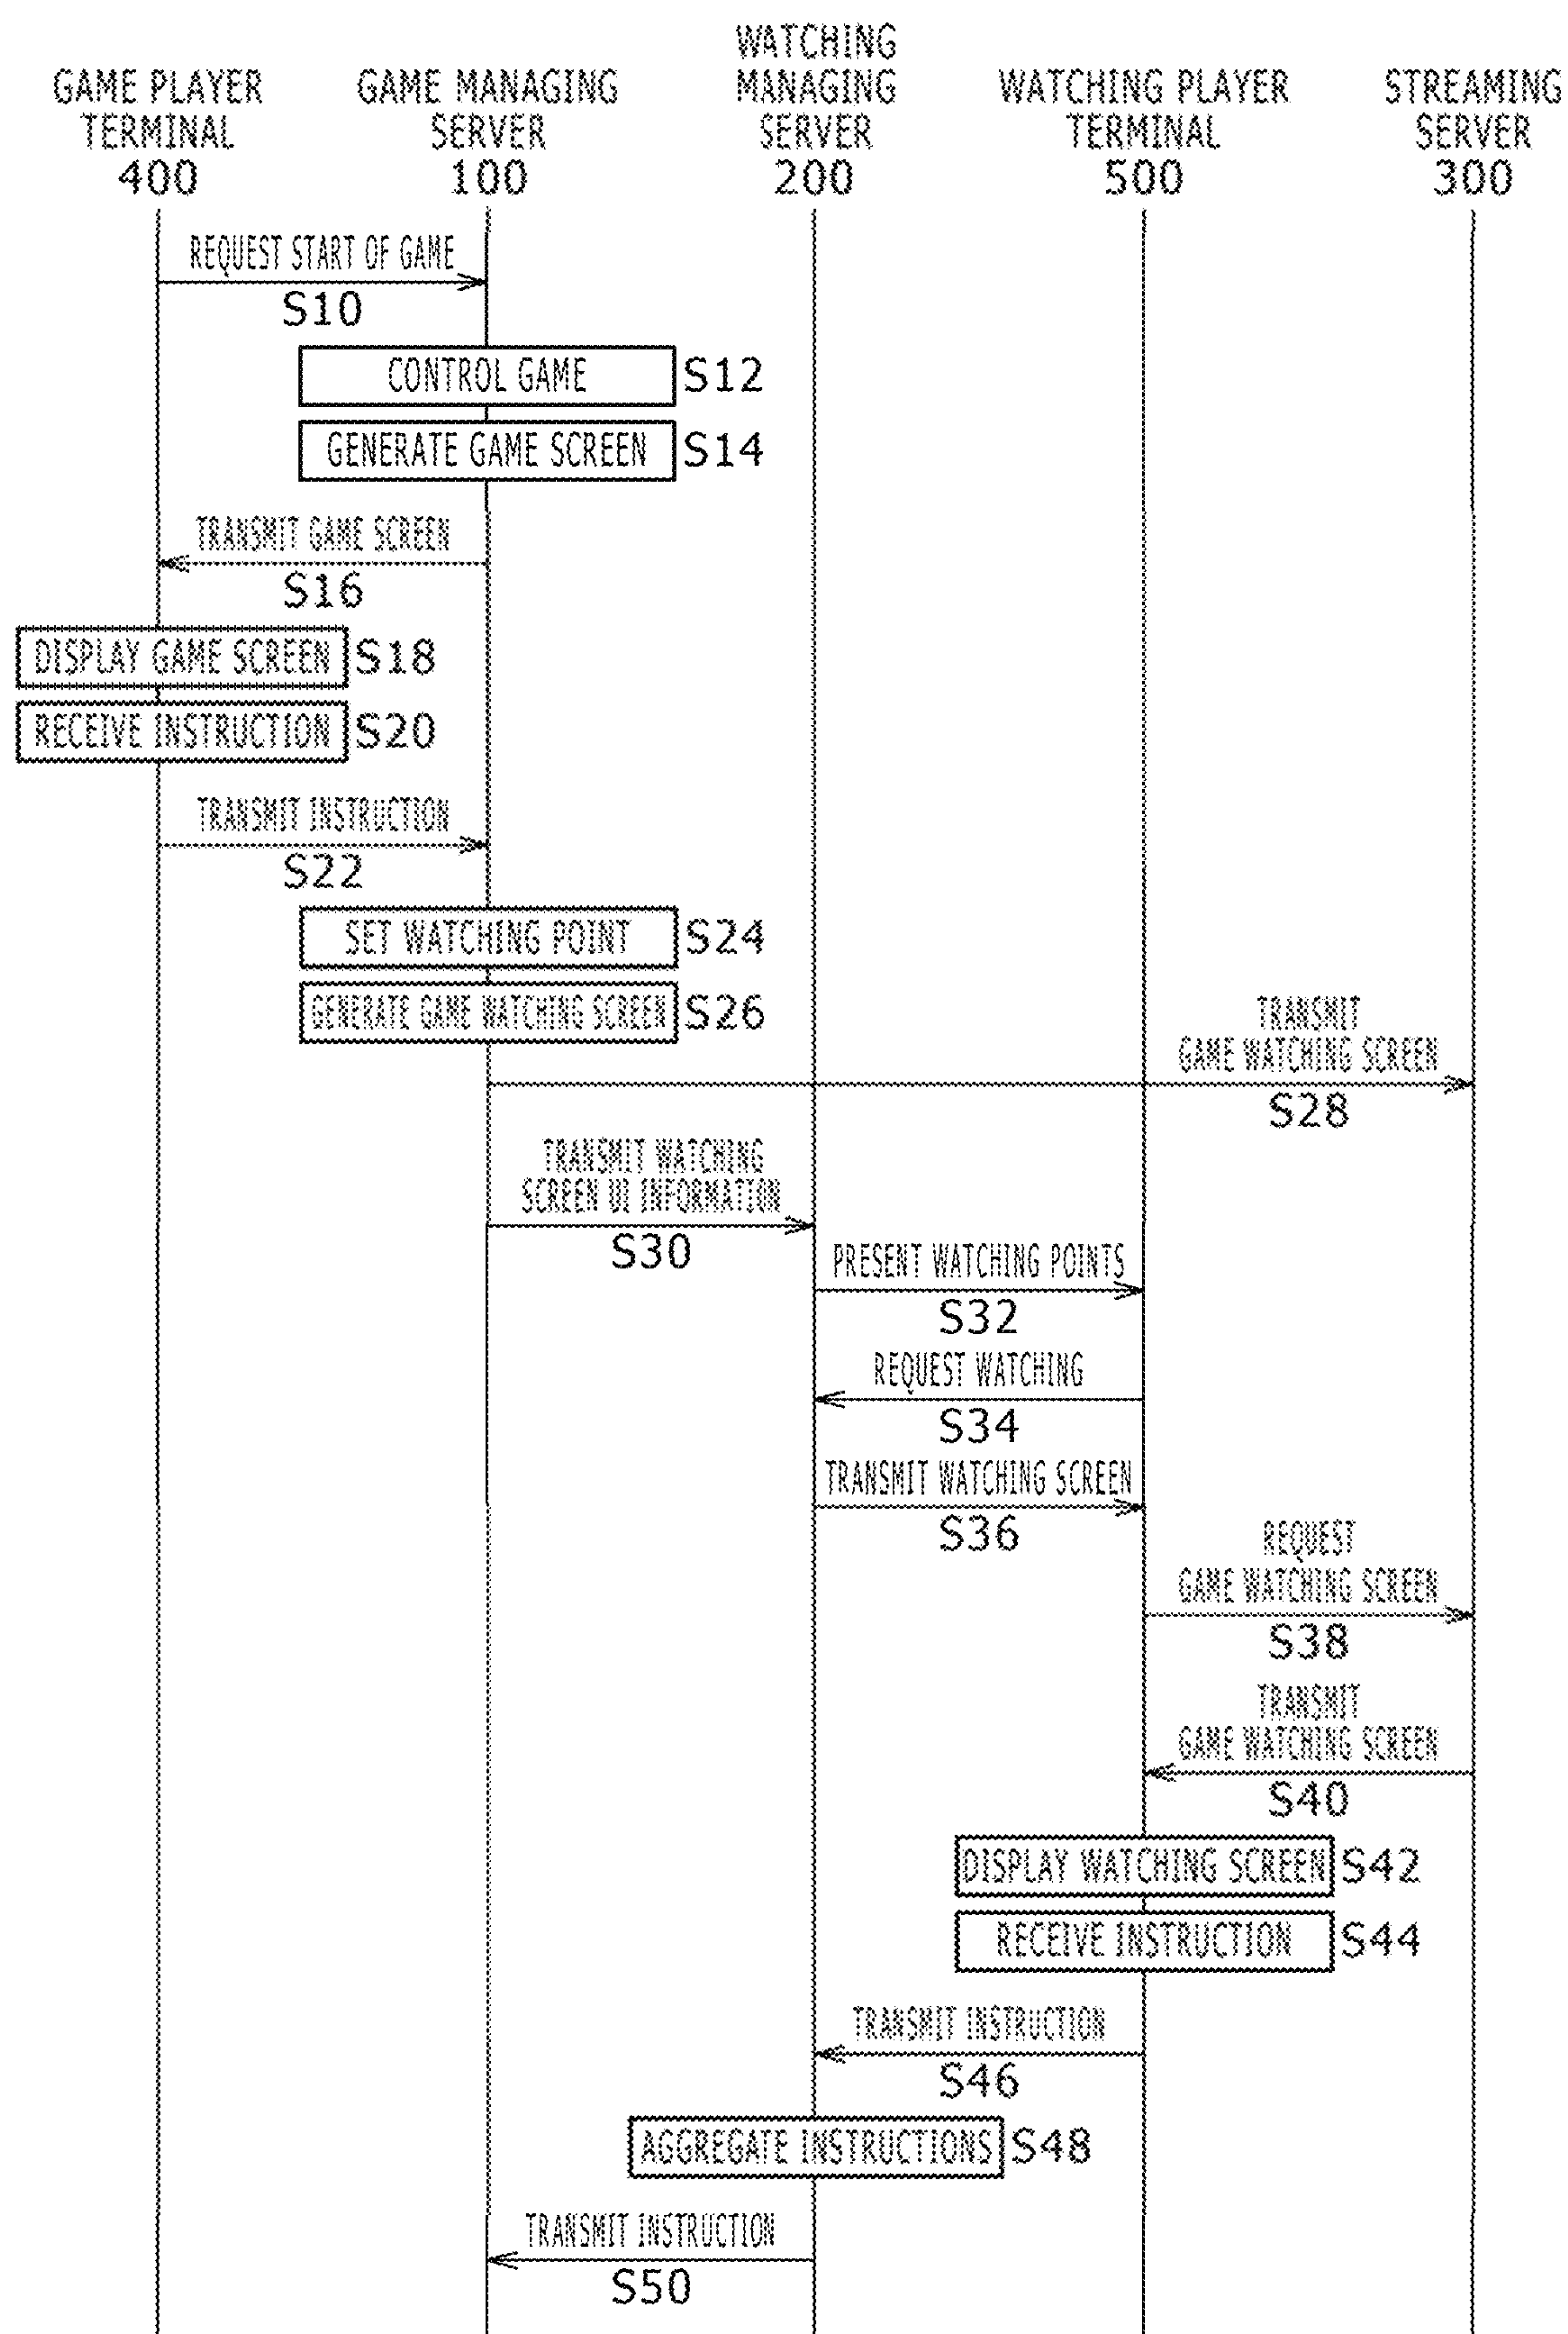 GAME PLAYER
TERMINAL
400
GAME MANAGING
SERVER
100
WATCHING
MANAGING
SERVER
200
WATCHING PLAYER
TERMINAL
500
STREAMING
SERVER
300
REQUEST START OF GAME
S10
CONTROL GAME
S12
GENERATE GAME SCREEN
S14
TRANSMIT GAME SCREEN
S16
DISPLAY GAME SCREEN
S18
RECEIVE INSTRUCTION
S20
TRANSMIT INSTRUCTION
S22
SET WATCHING POINT
S24
GENERATE GAME WATCHING SCREEN
S26
TRANSMIT
GAME WATCHING SCREEN
S28
TRANSMIT WATCHING
SCREEN UI INFORMATION
S30
PRESENT WATCHING POINTS
S32
REQUEST WATCHING
S34
TRANSMIT WATCHING SCREEN
S36
REQUEST
GAME WATCHING SCREEN
S38
TRANSMIT
GAME WATCHING SCREEN
S40
DISPLAY WATCHING SCREEN
S42
RECEIVE INSTRUCTION
S44
TRANSMIT INSTRUCTION
S46
AGGREGATE INSTRUCTIONS
S48
TRANSMIT INSTRUCTION
S50